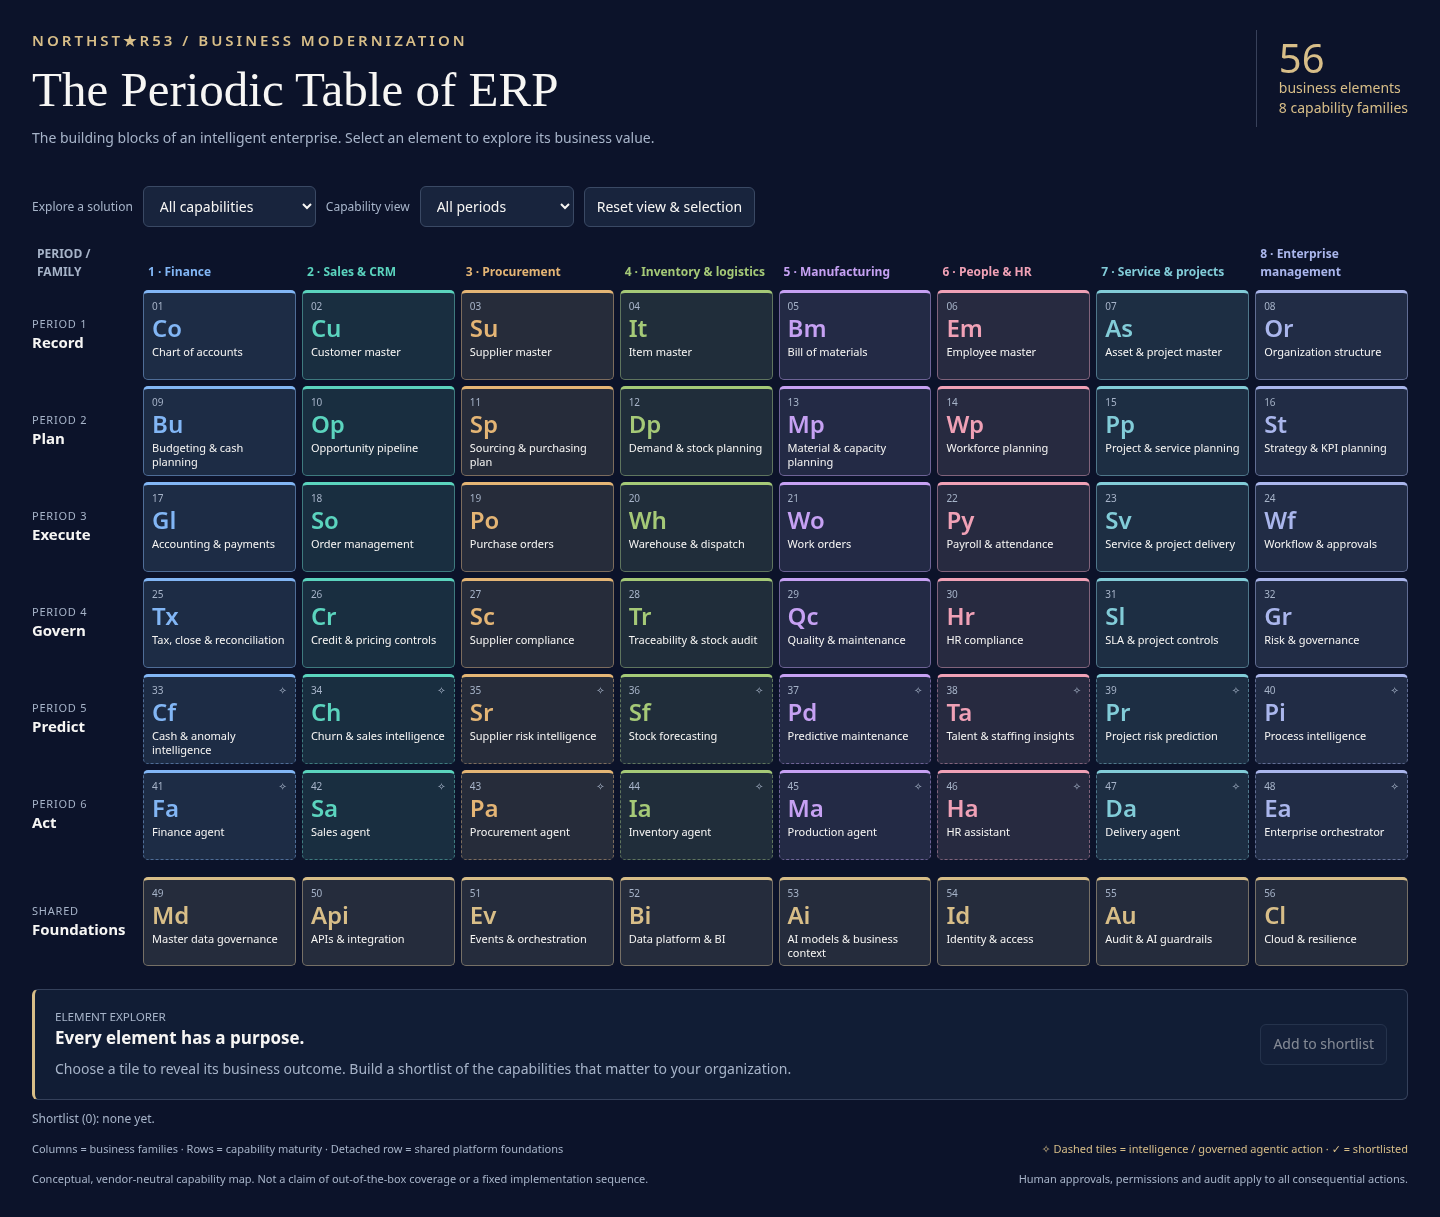 NORTHST★R53 / BUSINESS MODERNIZATION
The Periodic Table of ERP
The building blocks of an intelligent enterprise. Select an element to explore its business value.
56
business elements
8 capability families
Explore a solution
All capabilities
Capability view
All periods
Reset view & selection
PERIOD /
FAMILY
1 · Finance
2 · Sales & CRM
3 · Procurement
4 · Inventory & logistics
5 · Manufacturing
6 · People & HR
7 · Service & projects
8 · Enterprise
management
PERIOD 1
Record
01
Co
Chart of accounts
02
Cu
Customer master
03
Su
Supplier master
04
It
Item master
05
Bm
Bill of materials
06
Em
Employee master
07
As
Asset & project master
08
Or
Organization structure
PERIOD 2
Plan
09
Bu
Budgeting & cash
planning
10
Op
Opportunity pipeline
11
Sp
Sourcing & purchasing
plan
12
Dp
Demand & stock planning
13
Mp
Material & capacity
planning
14
Wp
Workforce planning
15
Pp
Project & service planning
16
St
Strategy & KPI planning
PERIOD 3
Execute
17
Gl
Accounting & payments
18
So
Order management
19
Po
Purchase orders
20
Wh
Warehouse & dispatch
21
Wo
Work orders
22
Py
Payroll & attendance
23
Sv
Service & project delivery
24
Wf
Workflow & approvals
PERIOD 4
Govern
25
Tx
Tax, close & reconciliation
26
Cr
Credit & pricing controls
27
Sc
Supplier compliance
28
Tr
Traceability & stock audit
29
Qc
Quality & maintenance
30
Hr
HR compliance
31
Sl
SLA & project controls
32
Gr
Risk & governance
PERIOD 5
Predict
33 ✧
Cf
Cash & anomaly
intelligence
34 ✧
Ch
Churn & sales intelligence
35 ✧
Sr
Supplier risk intelligence
36 ✧
Sf
Stock forecasting
37 ✧
Pd
Predictive maintenance
38 ✧
Ta
Talent & staffing insights
39 ✧
Pr
Project risk prediction
40 ✧
Pi
Process intelligence
PERIOD 6
Act
41 ✧
Fa
Finance agent
42 ✧
Sa
Sales agent
43 ✧
Pa
Procurement agent
44 ✧
Ia
Inventory agent
45 ✧
Ma
Production agent
46 ✧
Ha
HR assistant
47 ✧
Da
Delivery agent
48 ✧
Ea
Enterprise orchestrator
SHARED
Foundations
49
Md
Master data governance
50
Api
APIs & integration
51
Ev
Events & orchestration
52
Bi
Data platform & BI
53
Ai
AI models & business
context
54
Id
Identity & access
55
Au
Audit & AI guardrails
56
Cl
Cloud & resilience
ELEMENT EXPLORER
Every element has a purpose.
Choose a tile to reveal its business outcome. Build a shortlist of the capabilities that matter to your organization.
Add to shortlist
Shortlist (0): none yet.
Columns = business families · Rows = capability maturity · Detached row = shared platform foundations
✧ Dashed tiles = intelligence / governed agentic action · ✓ = shortlisted
Conceptual, vendor-neutral capability map. Not a claim of out-of-the-box coverage or a fixed implementation sequence.
Human approvals, permissions and audit apply to all consequential actions.